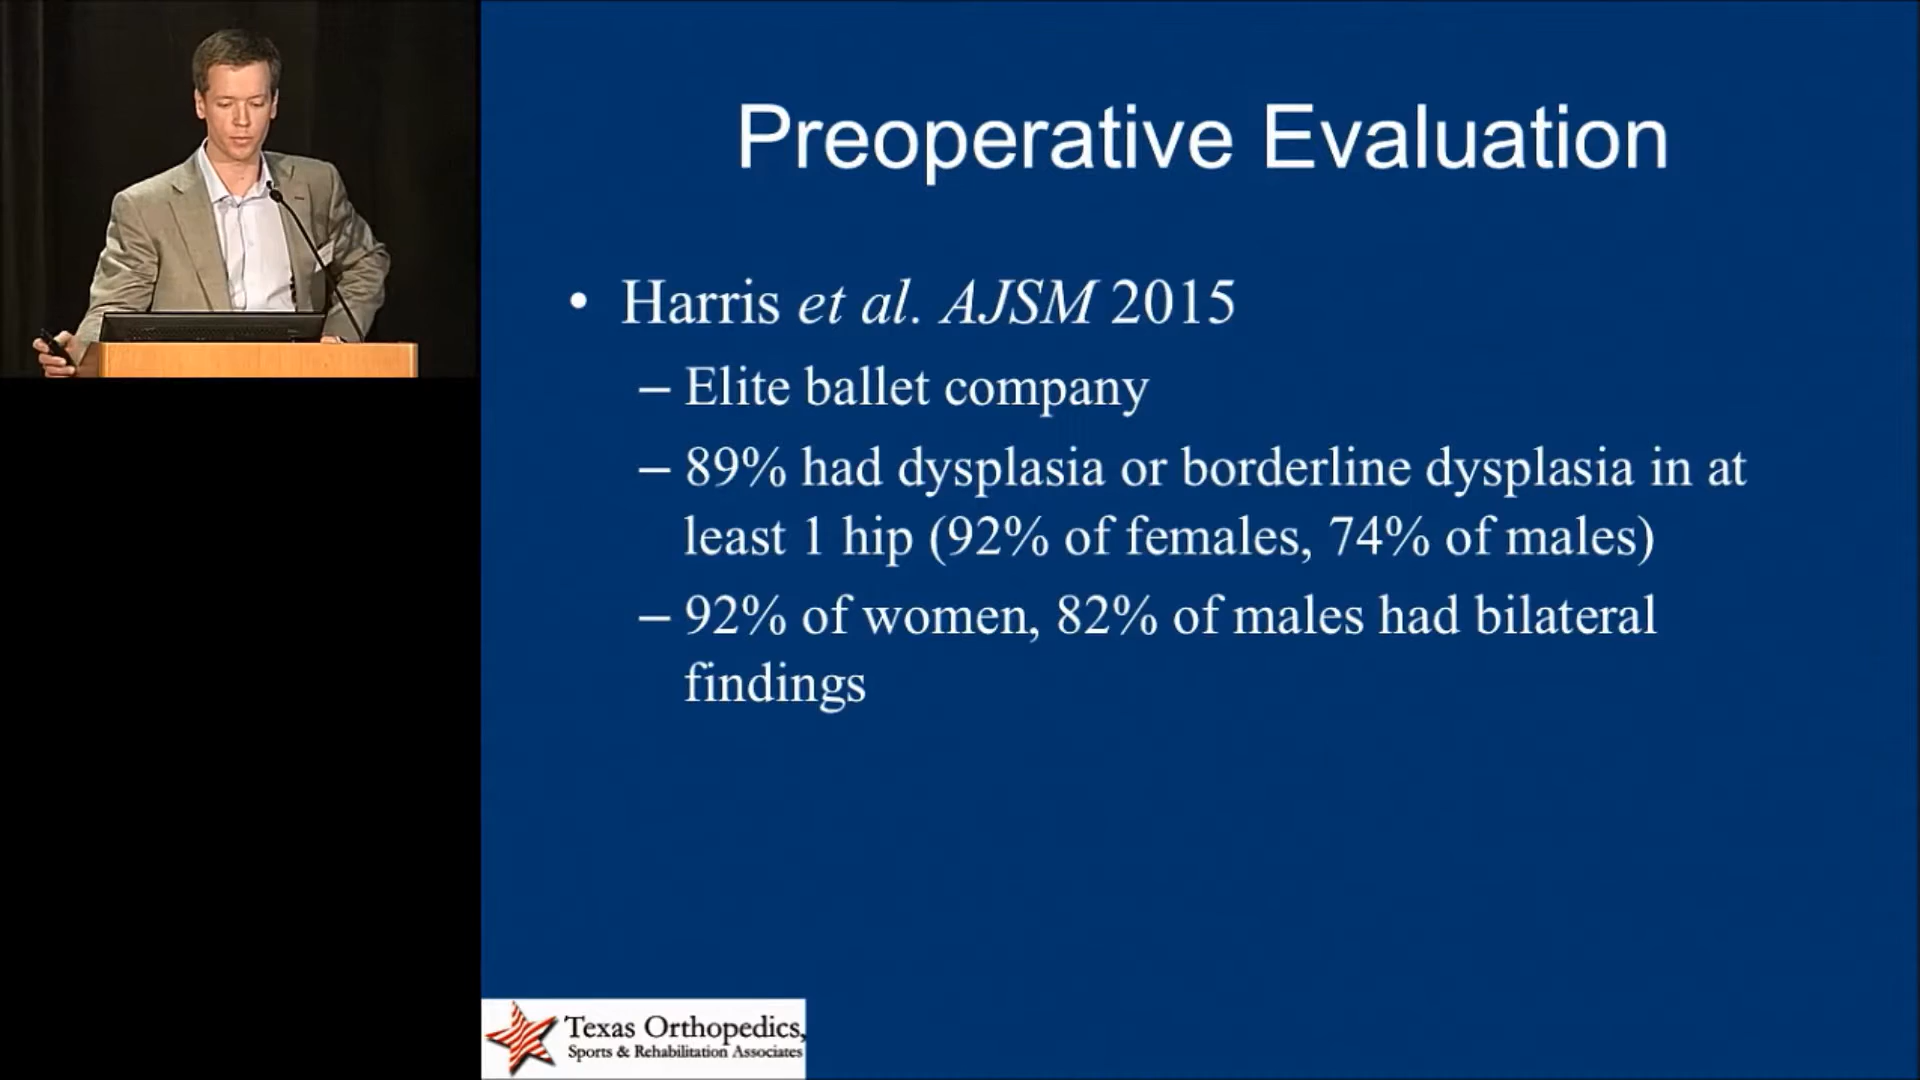 Preoperative Evaluation
• Harris et al. AJSM 2015
– Elite ballet company
– 89% had dysplasia or borderline dysplasia in at
least 1 hip (92% of females, 74% of males)
– 92% of women, 82% of males had bilateral
findings
Texas Orthopedics,
Sports & Rehabilitation Associates